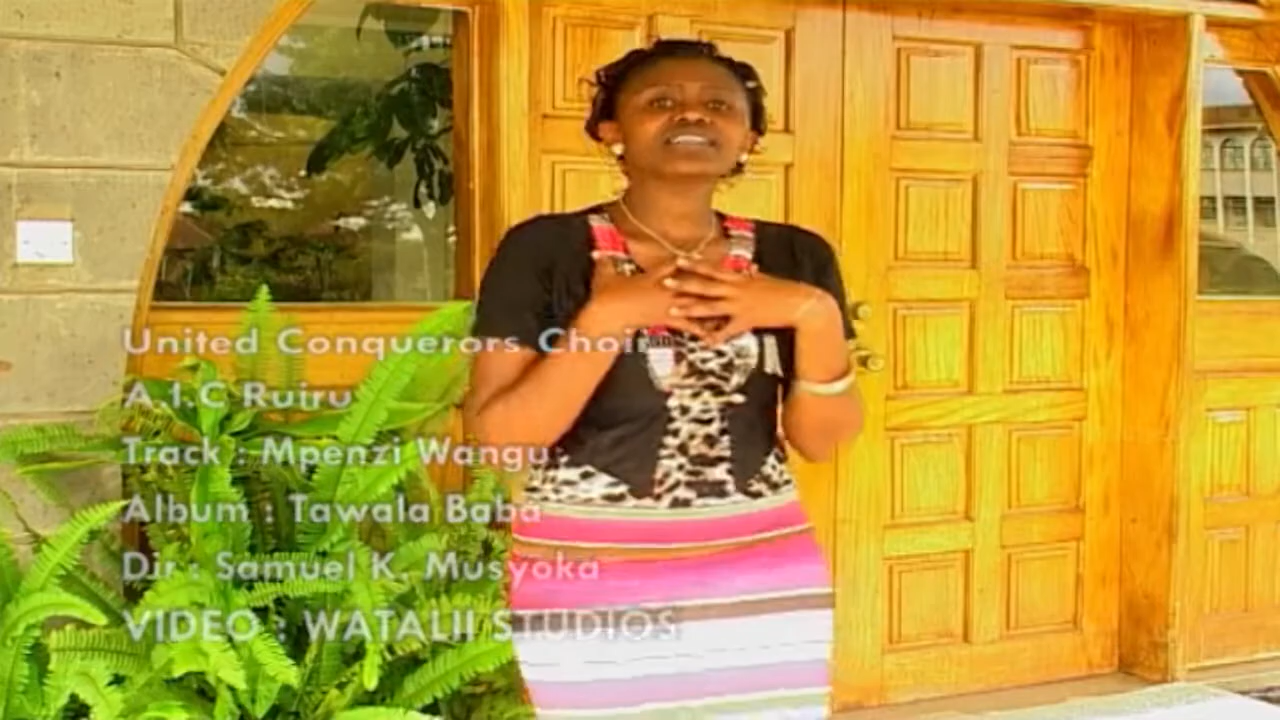 United Conquerors Choir
A.I.C Ruiru
Track : Mpenzi Wangu
Album : Tawala Baba
Dir : Samuel K. Musyoka
VIDEO : WATALII STUDIOS